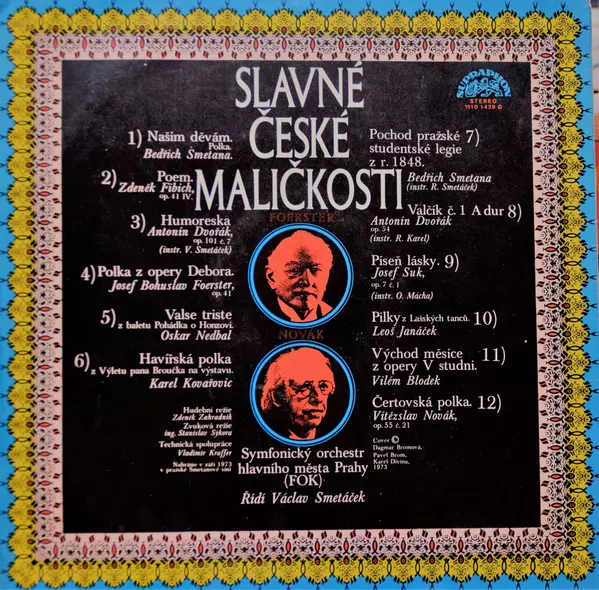 SLAVNÉ
ČESKÉ
MALIČKOSTI
SUPRAPHON
STEREO
1110 1429 G
1) Našim děvám.
Polka.
Bedřich Smetana.
2) Poem.
Zdeněk Fibich,
op. 41 IV.
3) Humoreska
Antonín Dvořák,
op. 101 č. 7
(instr. V. Smetáček)
4) Polka z opery Debora.
Josef Bohuslav Foerster,
op. 41
5) Valse triste
z baletu Pohádka o Honzovi.
Oskar Nedbal
6) Havířská polka
z Výletu pana Broučka na výstavu.
Karel Kovařovic
Hudební režie
Zdeněk Zahradník
Zvuková režie
ing. Stanislav Sýkora
Technická spolupráce
Vladimír Kroffer
Nahráno v září 1973
v pražské Smetanově síni
FOERSTER
NOVÁK
Symfonický orchestr
hlavního města Prahy
(FOK)
Řídí Václav Smetáček
Pochod pražské 7)
studentské legie
z r. 1848.
Bedřich Smetana
(instr. R. Smetáček)
Valčík č. 1 A dur 8)
Antonín Dvořák
op. 54
(instr. R. Karel)
Píseň lásky. 9)
Josef Suk,
op. 7 č. 1
(instr. O. Mácha)
Pilky z Lašských tanců. 10)
Leoš Janáček
Východ měsíce 11)
z opery V studni.
Vilém Blodek
Čertovská polka. 12)
Vítězslav Novák,
op. 55 č. 21
Cover ©
Dagmar Bromová,
Pavel Brom,
Karel Divina,
1973